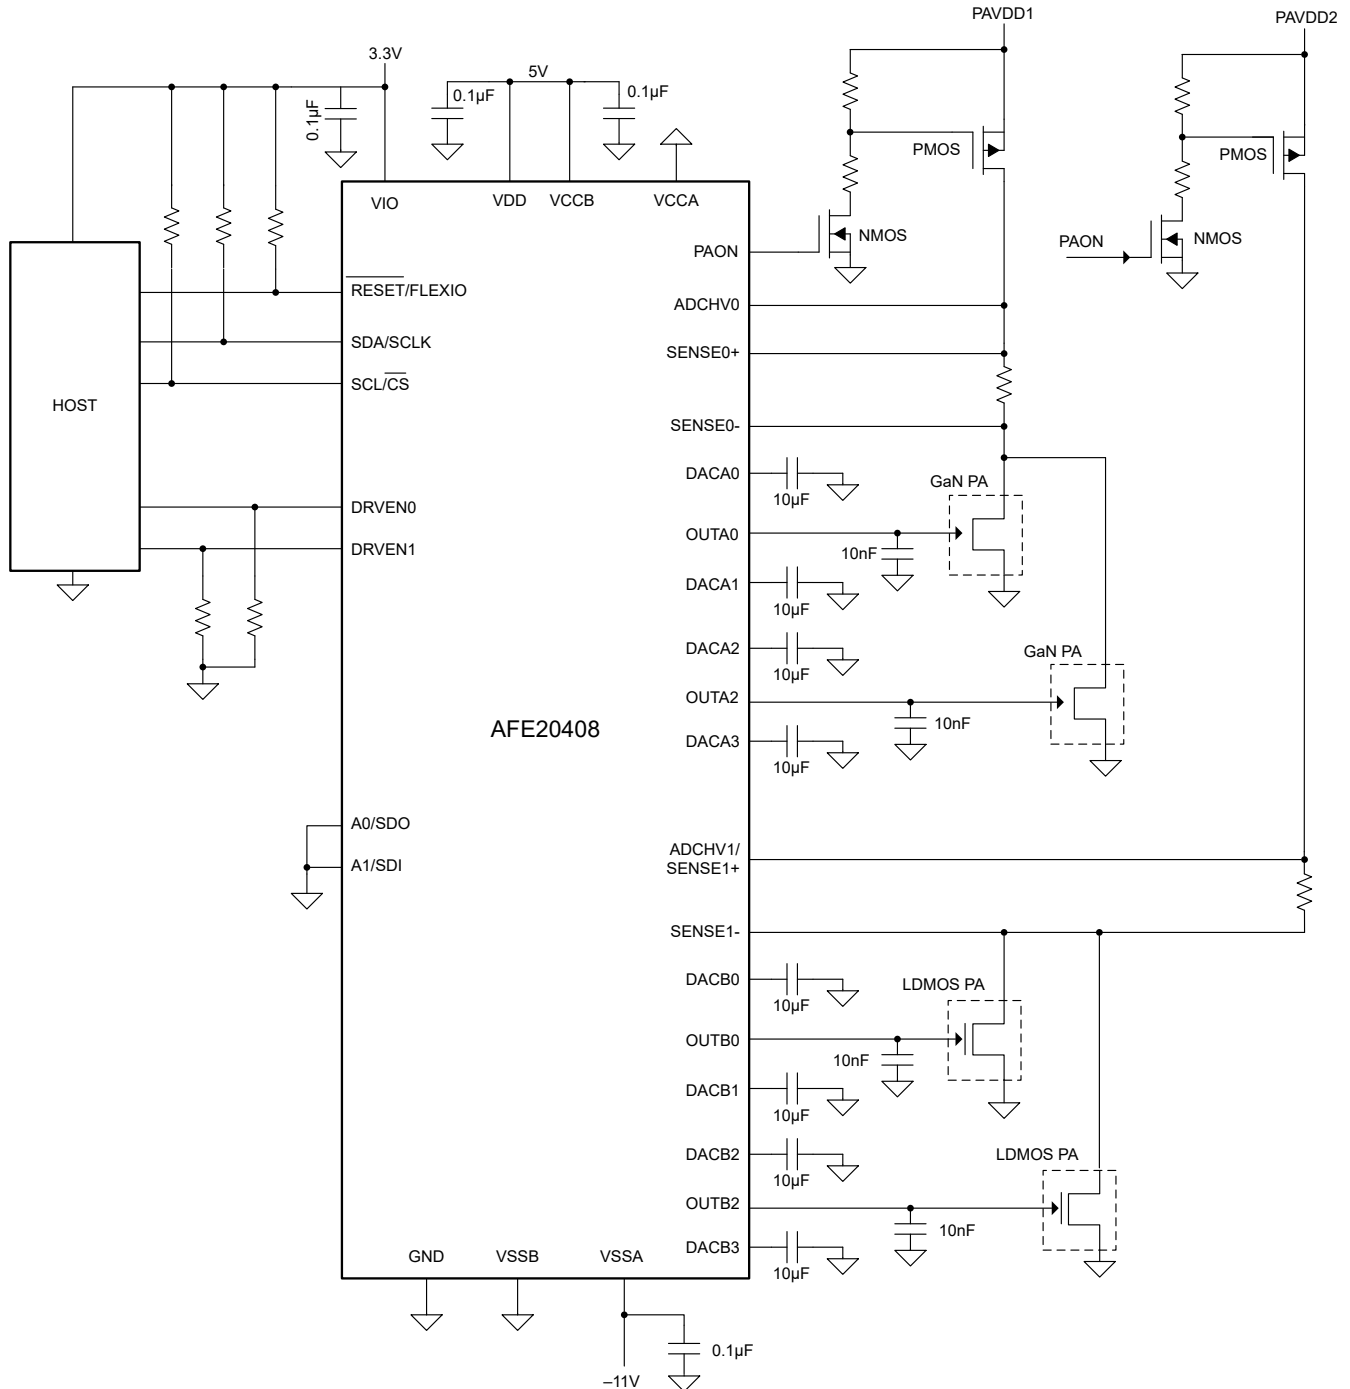 PAVDD1
PAVDD2
3.3V
5V
0.1µF
0.1µF
0.1µF
PMOS
PMOS
VIO
VDD
VCCB
VCCA
NMOS
NMOS
PAON
PAON
RESET/FLEXIO
ADCHV0
SDA/SCLK
SENSE0+
SCL/CS
HOST
SENSE0-
DACA0
10µF
GaN PA
DRVEN0
OUTA0
10nF
DRVEN1
DACA1
10µF
DACA2
10µF
GaN PA
OUTA2
10nF
AFE20408
DACA3
10µF
A0/SDO
A1/SDI
ADCHV1/
SENSE1+
SENSE1-
DACB0
10µF
LDMOS PA
OUTB0
10nF
DACB1
10µF
DACB2
10µF
LDMOS PA
OUTB2
10nF
DACB3
10µF
GND
VSSB
VSSA
0.1µF
–11V